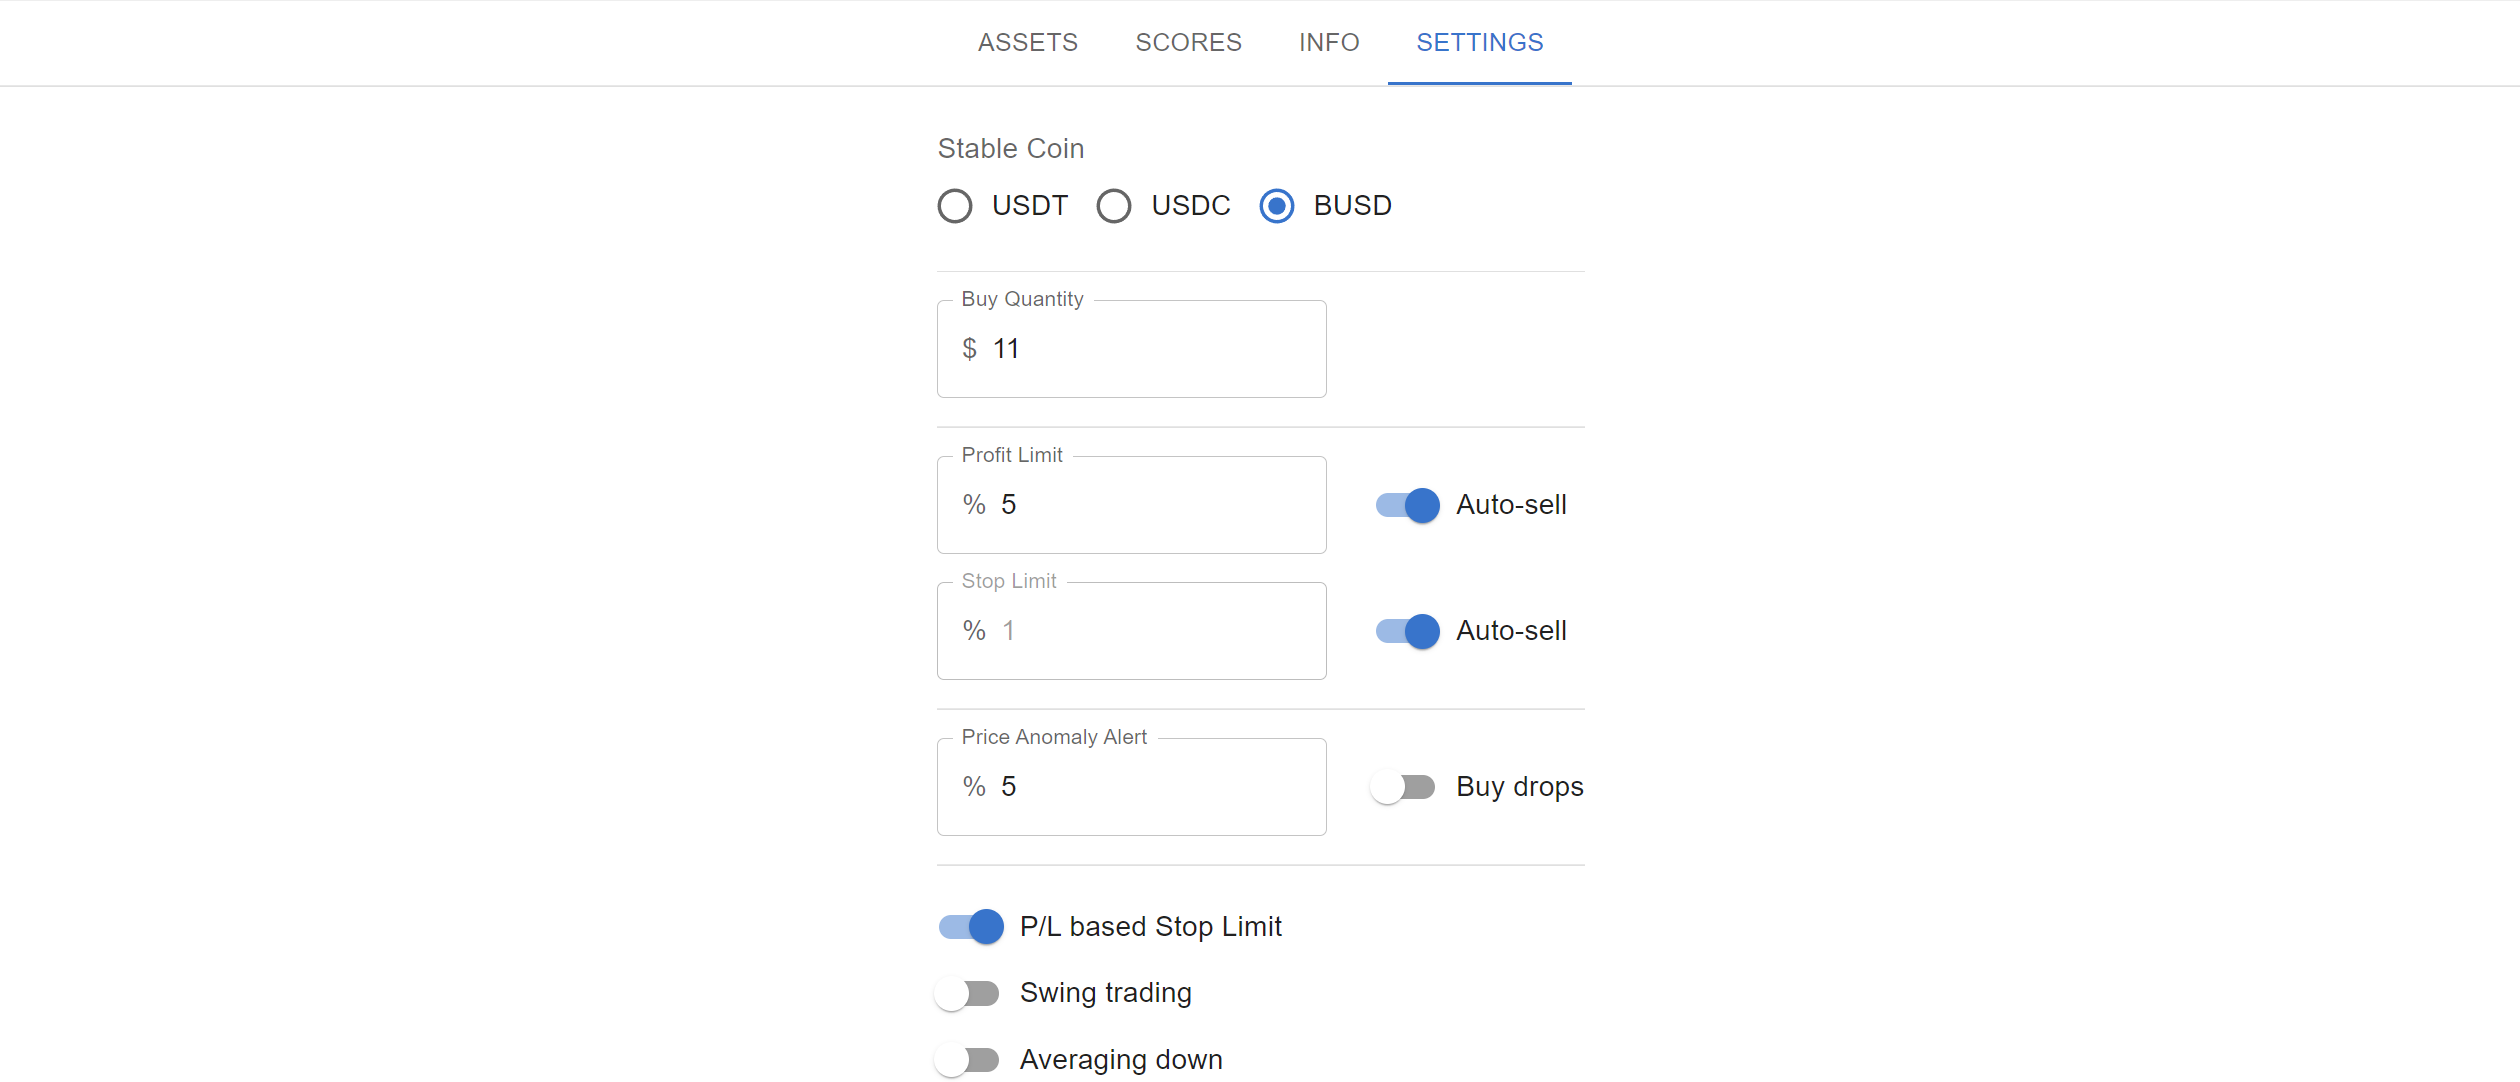 ASSETS SCORES INFO SETTINGS
Stable Coin
USDT USDC BUSD
Buy Quantity
$ 11
Profit Limit
% 5 Auto-sell
Stop Limit
% 1 Auto-sell
Price Anomaly Alert
% 5 Buy drops
P/L based Stop Limit
Swing trading
Averaging down